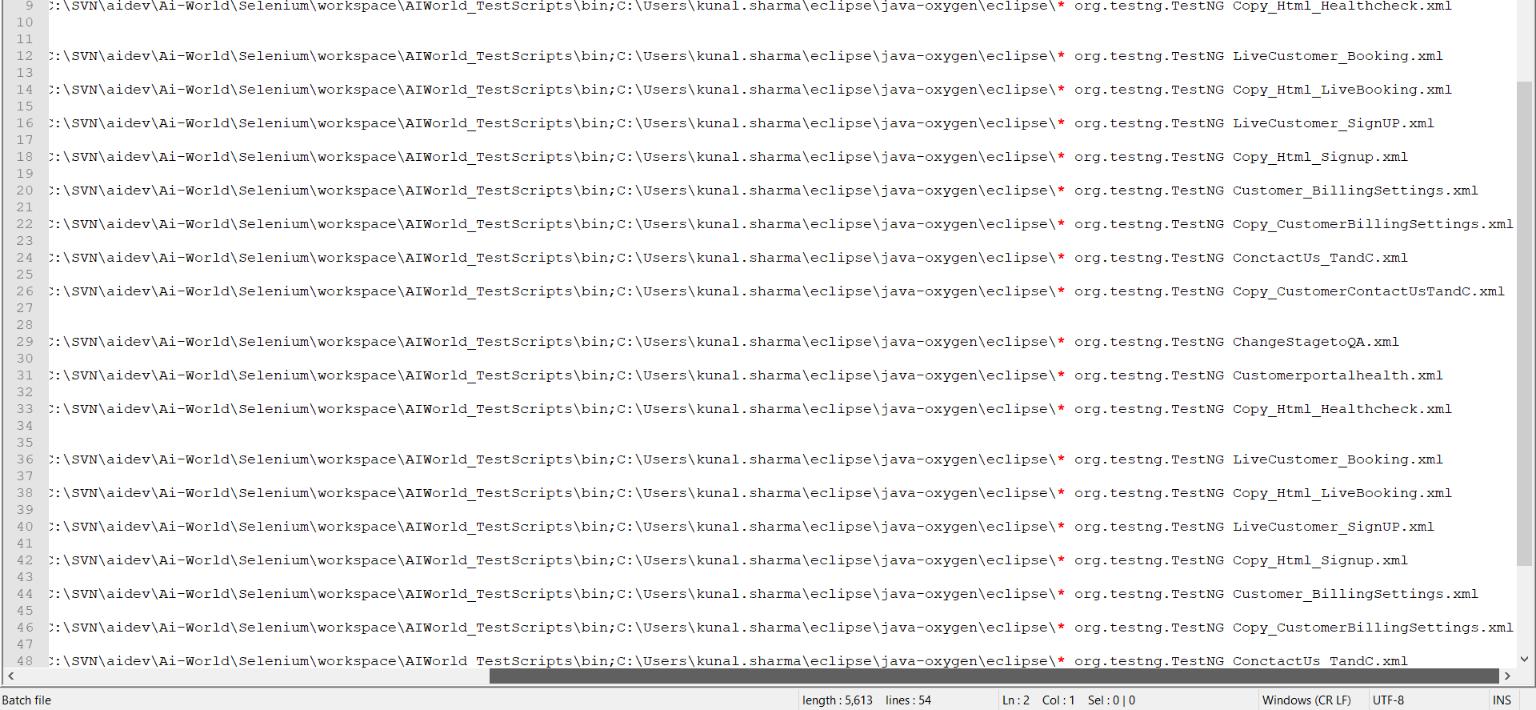 9 C:\SVN\aidev\Ai-World\Selenium\workspace\AIWorld_TestScripts\bin;C:\Users\kunal.sharma\eclipse\java-oxygen\eclipse\* org.testng.TestNG Copy_Html_Healthcheck.xml
10
11
12 C:\SVN\aidev\Ai-World\Selenium\workspace\AIWorld_TestScripts\bin;C:\Users\kunal.sharma\eclipse\java-oxygen\eclipse\* org.testng.TestNG LiveCustomer_Booking.xml
13
14 C:\SVN\aidev\Ai-World\Selenium\workspace\AIWorld_TestScripts\bin;C:\Users\kunal.sharma\eclipse\java-oxygen\eclipse\* org.testng.TestNG Copy_Html_LiveBooking.xml
15
16 C:\SVN\aidev\Ai-World\Selenium\workspace\AIWorld_TestScripts\bin;C:\Users\kunal.sharma\eclipse\java-oxygen\eclipse\* org.testng.TestNG LiveCustomer_SignUP.xml
17
18 C:\SVN\aidev\Ai-World\Selenium\workspace\AIWorld_TestScripts\bin;C:\Users\kunal.sharma\eclipse\java-oxygen\eclipse\* org.testng.TestNG Copy_Html_Signup.xml
19
20 C:\SVN\aidev\Ai-World\Selenium\workspace\AIWorld_TestScripts\bin;C:\Users\kunal.sharma\eclipse\java-oxygen\eclipse\* org.testng.TestNG Customer_BillingSettings.xml
21
22 C:\SVN\aidev\Ai-World\Selenium\workspace\AIWorld_TestScripts\bin;C:\Users\kunal.sharma\eclipse\java-oxygen\eclipse\* org.testng.TestNG Copy_CustomerBillingSettings.xml
23
24 C:\SVN\aidev\Ai-World\Selenium\workspace\AIWorld_TestScripts\bin;C:\Users\kunal.sharma\eclipse\java-oxygen\eclipse\* org.testng.TestNG ConctactUs_TandC.xml
25
26 C:\SVN\aidev\Ai-World\Selenium\workspace\AIWorld_TestScripts\bin;C:\Users\kunal.sharma\eclipse\java-oxygen\eclipse\* org.testng.TestNG Copy_CustomerContactUsTandC.xml
27
28
29 C:\SVN\aidev\Ai-World\Selenium\workspace\AIWorld_TestScripts\bin;C:\Users\kunal.sharma\eclipse\java-oxygen\eclipse\* org.testng.TestNG ChangeStagetoQA.xml
30
31 C:\SVN\aidev\Ai-World\Selenium\workspace\AIWorld_TestScripts\bin;C:\Users\kunal.sharma\eclipse\java-oxygen\eclipse\* org.testng.TestNG Customerportalhealth.xml
32
33 C:\SVN\aidev\Ai-World\Selenium\workspace\AIWorld_TestScripts\bin;C:\Users\kunal.sharma\eclipse\java-oxygen\eclipse\* org.testng.TestNG Copy_Html_Healthcheck.xml
34
35
36 C:\SVN\aidev\Ai-World\Selenium\workspace\AIWorld_TestScripts\bin;C:\Users\kunal.sharma\eclipse\java-oxygen\eclipse\* org.testng.TestNG LiveCustomer_Booking.xml
37
38 C:\SVN\aidev\Ai-World\Selenium\workspace\AIWorld_TestScripts\bin;C:\Users\kunal.sharma\eclipse\java-oxygen\eclipse\* org.testng.TestNG Copy_Html_LiveBooking.xml
39
40 C:\SVN\aidev\Ai-World\Selenium\workspace\AIWorld_TestScripts\bin;C:\Users\kunal.sharma\eclipse\java-oxygen\eclipse\* org.testng.TestNG LiveCustomer_SignUP.xml
41
42 C:\SVN\aidev\Ai-World\Selenium\workspace\AIWorld_TestScripts\bin;C:\Users\kunal.sharma\eclipse\java-oxygen\eclipse\* org.testng.TestNG Copy_Html_Signup.xml
43
44 C:\SVN\aidev\Ai-World\Selenium\workspace\AIWorld_TestScripts\bin;C:\Users\kunal.sharma\eclipse\java-oxygen\eclipse\* org.testng.TestNG Customer_BillingSettings.xml
45
46 C:\SVN\aidev\Ai-World\Selenium\workspace\AIWorld_TestScripts\bin;C:\Users\kunal.sharma\eclipse\java-oxygen\eclipse\* org.testng.TestNG Copy_CustomerBillingSettings.xml
47
48 C:\SVN\aidev\Ai-World\Selenium\workspace\AIWorld_TestScripts\bin;C:\Users\kunal.sharma\eclipse\java-oxygen\eclipse\* org.testng.TestNG ConctactUs_TandC.xml
Batch file length : 5,613 lines : 54 Ln : 2 Col : 1 Sel : 0 | 0 Windows (CR LF) UTF-8 INS